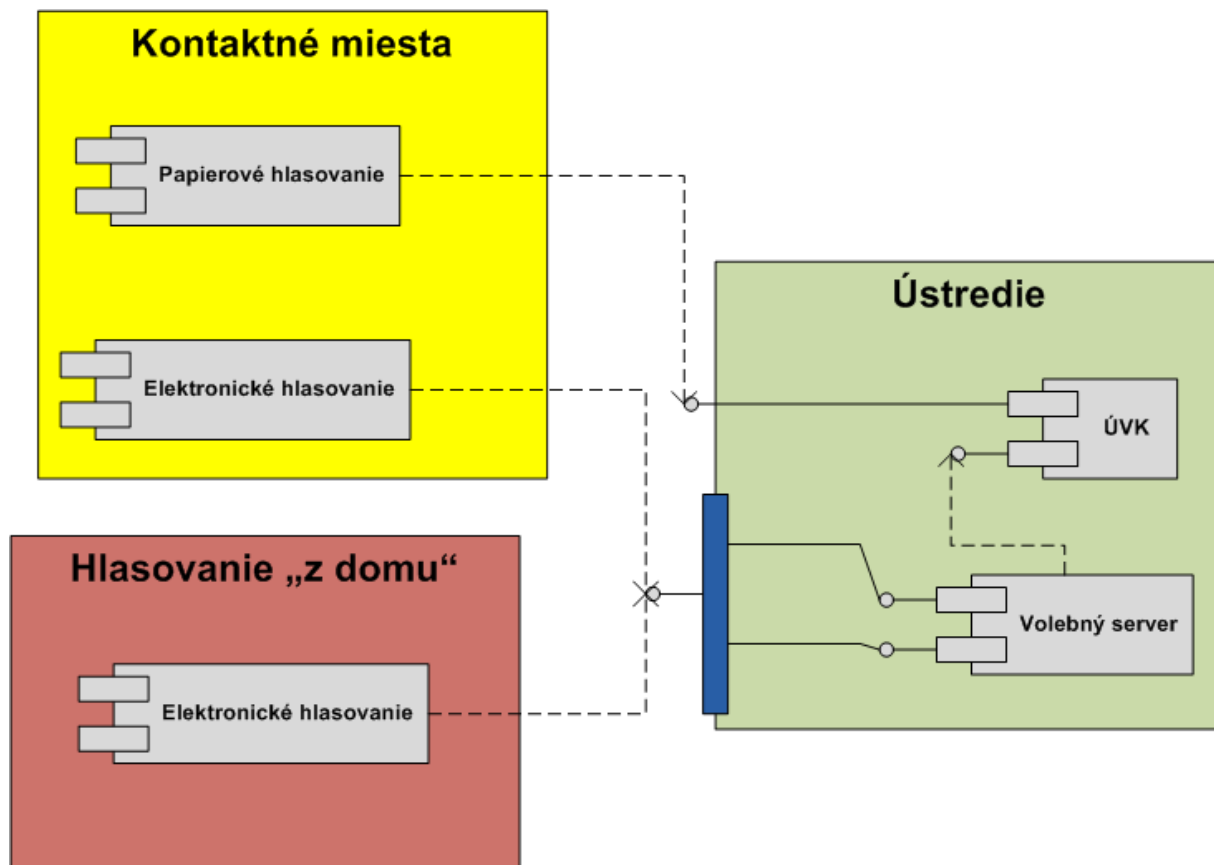 Kontaktné miesta
Papierové hlasovanie
Elektronické hlasovanie
Hlasovanie „z domu“
Elektronické hlasovanie
Ústredie
ÚVK
Volebný server